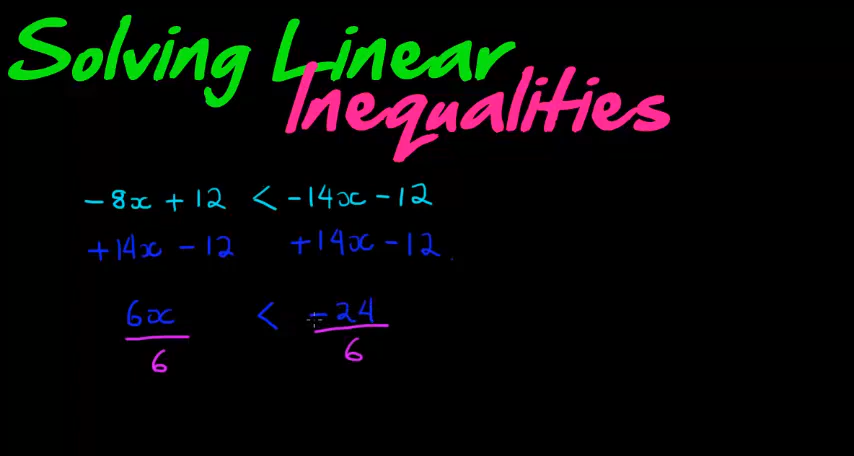 Solving Linear
Inequalities
-8x + 12 < -14x - 12
+14x - 12 +14x - 12
6x < -24
6 6